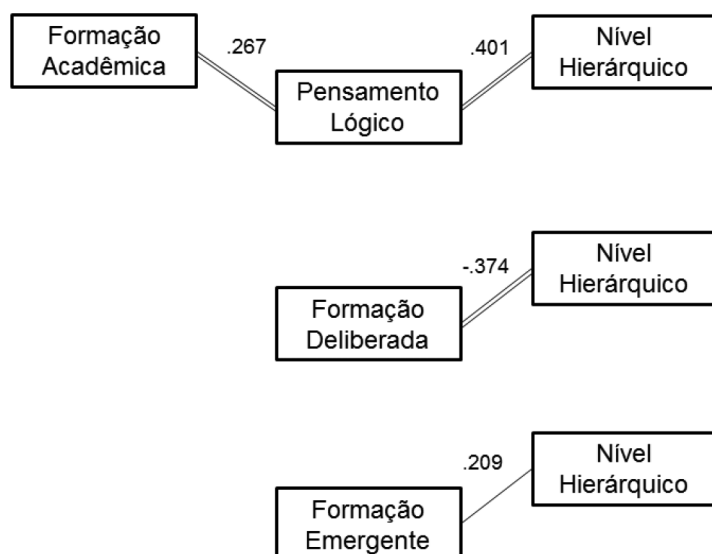 Formação
Acadêmica
.267
Pensamento
Lógico
.401
Nível
Hierárquico
-.374
Formação
Deliberada
Nível
Hierárquico
.209
Formação
Emergente
Nível
Hierárquico